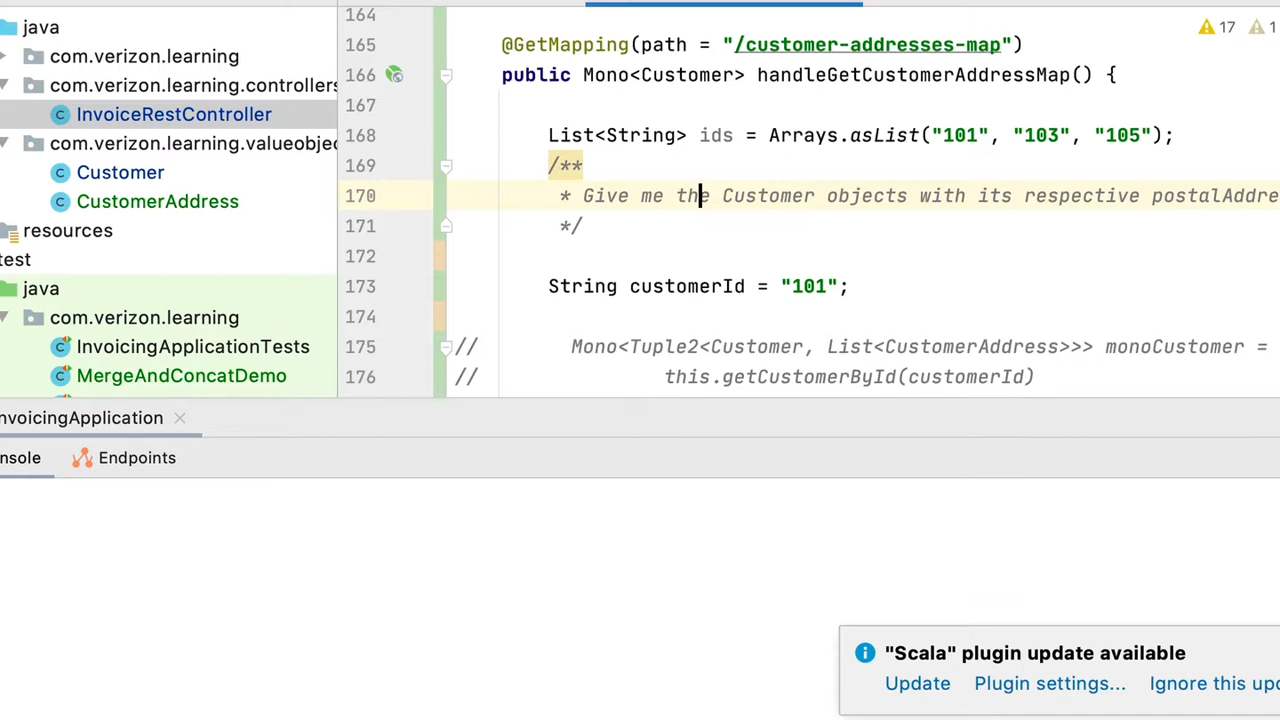 java
com.verizon.learning
com.verizon.learning.controllers
InvoiceRestController
com.verizon.learning.valueobjec
Customer
CustomerAddress
resources
test
java
com.verizon.learning
InvoicingApplicationTests
MergeAndConcatDemo
164
165 @GetMapping(path = "/customer-addresses-map")
166 public Mono<Customer> handleGetCustomerAddressMap() {
167
168 List<String> ids = Arrays.asList("101", "103", "105");
169 /**
170 * Give me the Customer objects with its respective postalAddre
171 */
172
173 String customerId = "101";
174
175 // Mono<Tuple2<Customer, List<CustomerAddress>>> monoCustomer =
176 // this.getCustomerById(customerId)
17 1
nvoicingApplication
nsole Endpoints
"Scala" plugin update available
Update Plugin settings... Ignore this upd